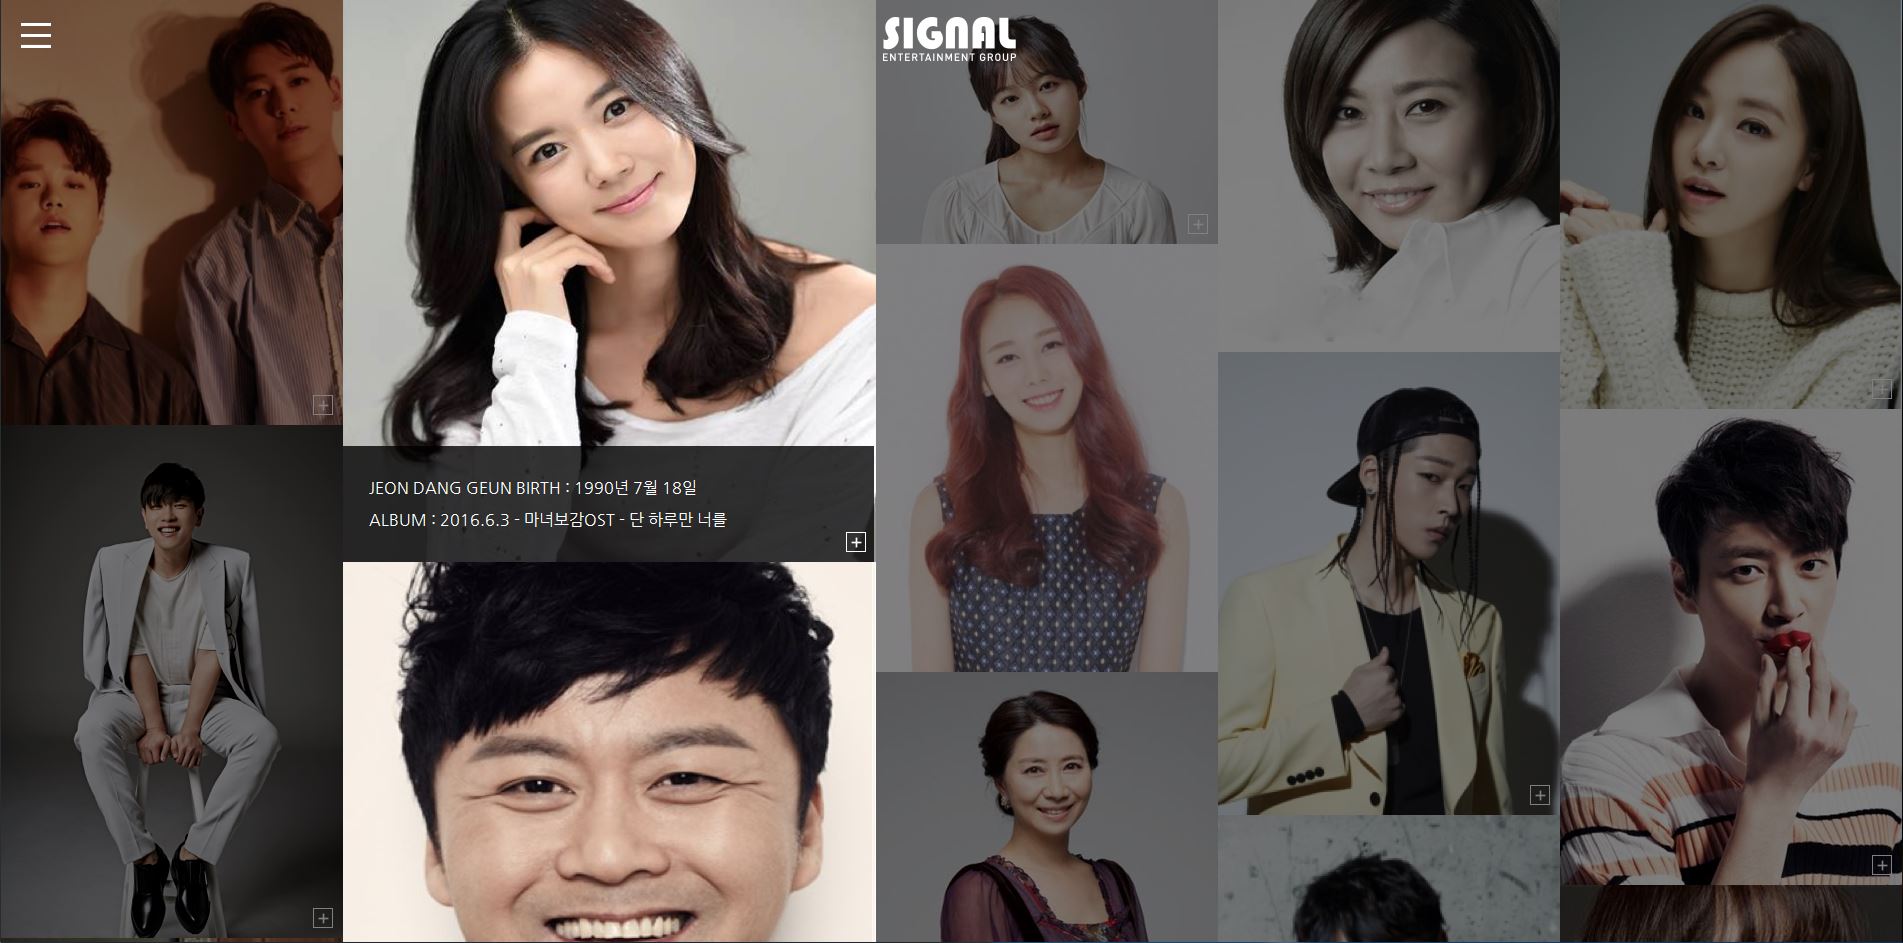 SIGNAL
ENTERTAINMENT GROUP
JEON DANG GEUN BIRTH : 1990년 7월 18일
ALBUM : 2016.6.3 - 마녀보감OST - 단 하루만 너를